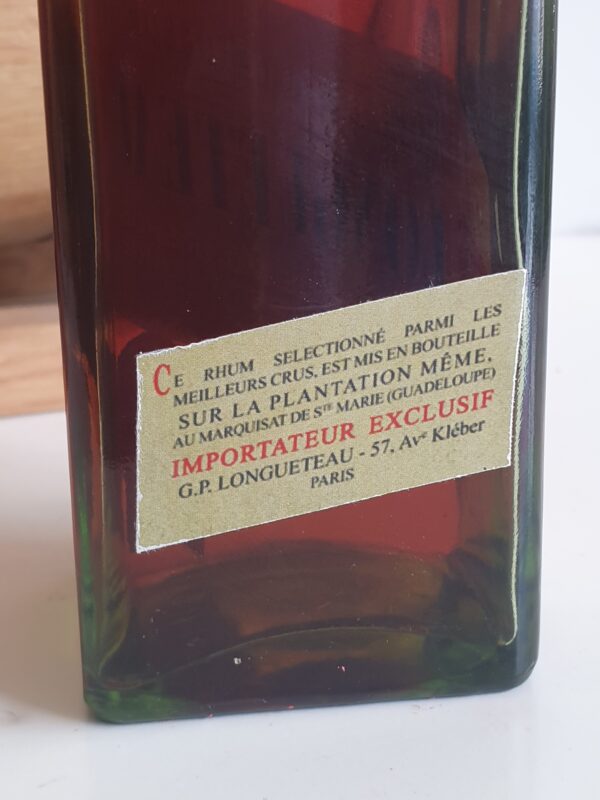 CE RHUM SELECTIONNÉ PARMI LES
MEILLEURS CRUS, EST MIS EN BOUTEILLE
SUR LA PLANTATION MÊME,
AU MARQUISAT DE STE MARIE (GUADELOUPE)
IMPORTATEUR EXCLUSIF
G.P. LONGUETEAU - 57, Ave Kléber
PARIS